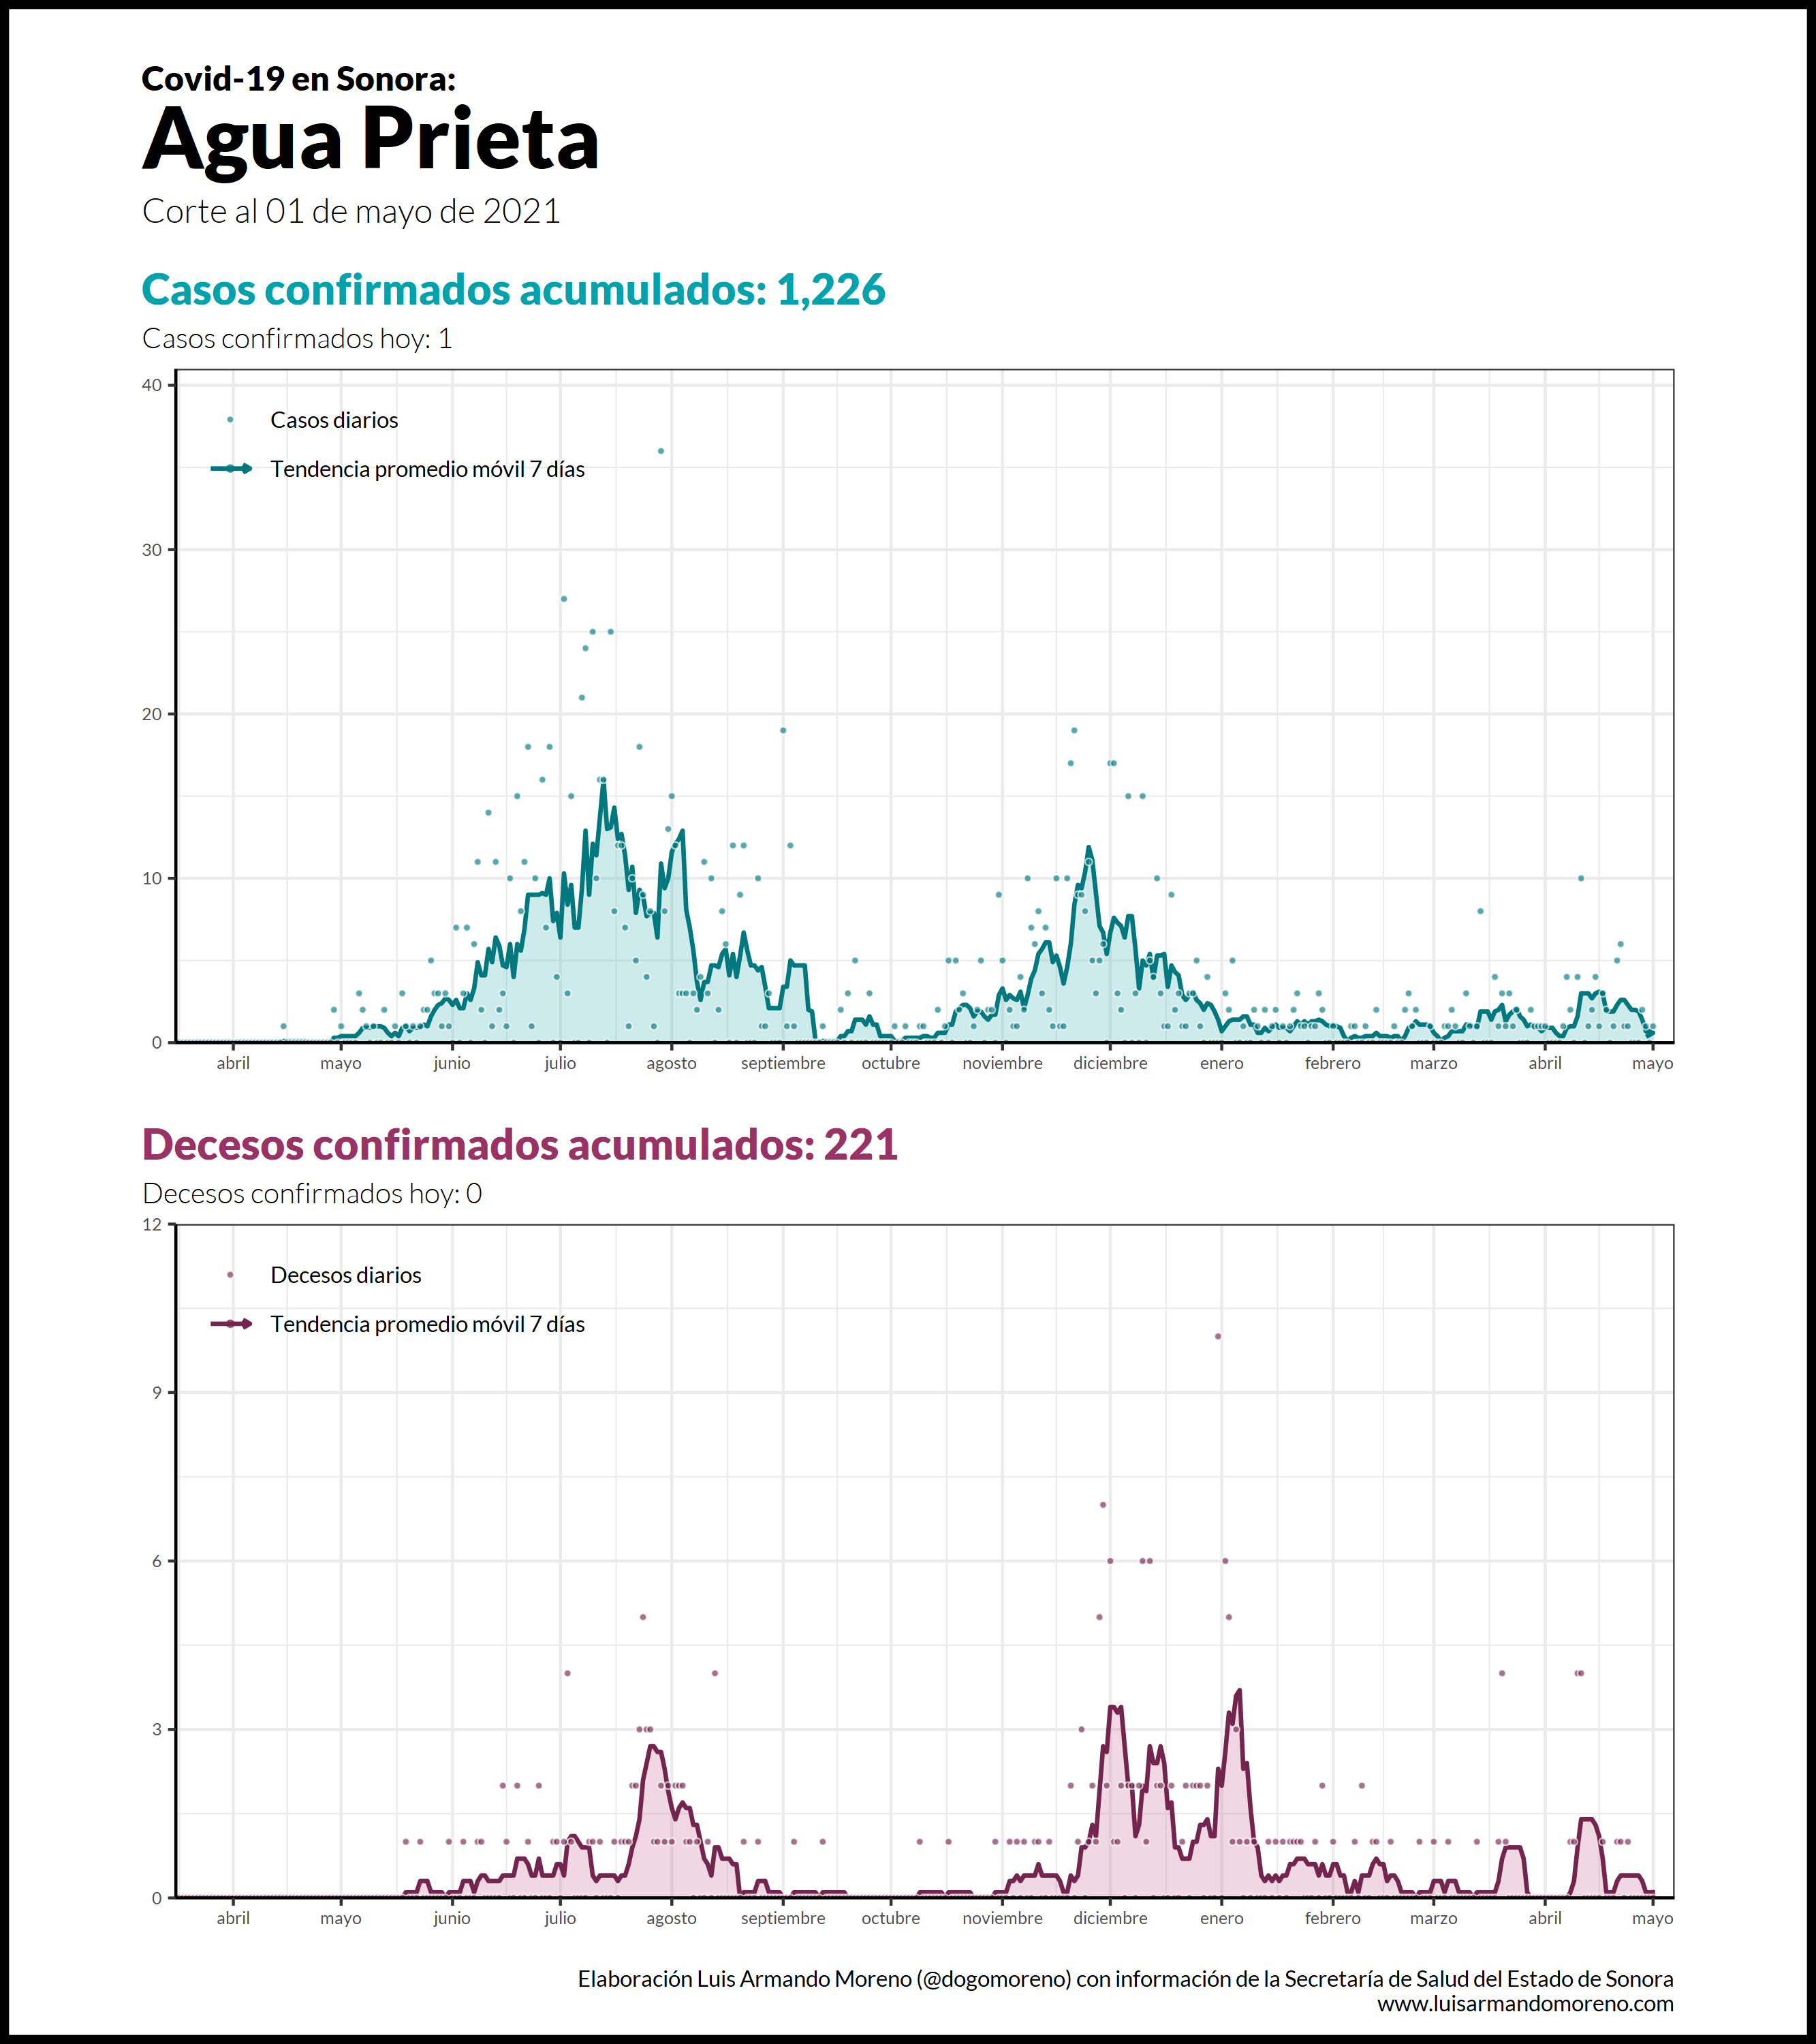 Covid-19 en Sonora:
Agua Prieta
Corte al 01 de mayo de 2021
Casos confirmados acumulados: 1,226
Casos confirmados hoy: 1
40
30
20
10
0
Casos diarios
Tendencia promedio móvil 7 días
abril mayo junio julio agosto septiembre octubre noviembre diciembre enero febrero marzo abril mayo
Decesos confirmados acumulados: 221
Decesos confirmados hoy: 0
12
9
6
3
0
Decesos diarios
Tendencia promedio móvil 7 días
abril mayo junio julio agosto septiembre octubre noviembre diciembre enero febrero marzo abril mayo
Elaboración Luis Armando Moreno (@dogomoreno) con información de la Secretaría de Salud del Estado de Sonora
www.luisarmandomoreno.com